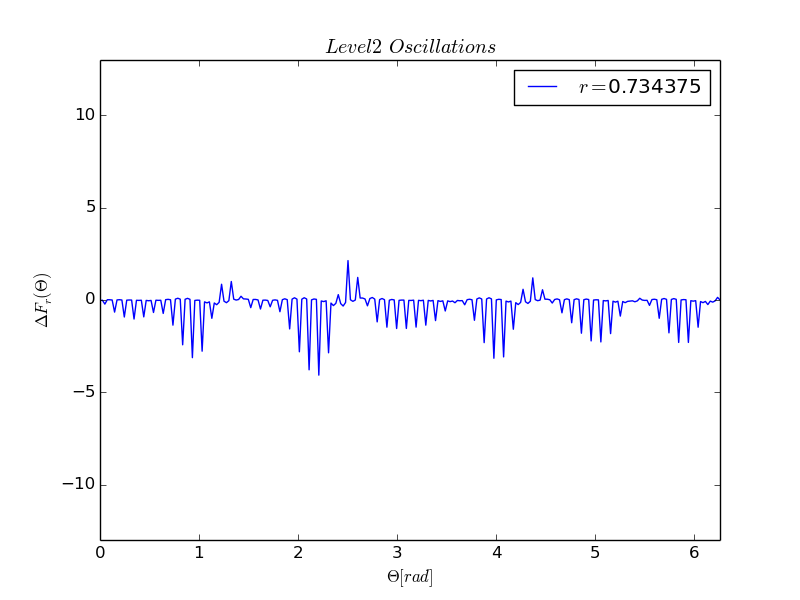 Level2 Oscillations
r=0.734375
ΔF_r(Θ)
10
5
0
−5
−10
0 1 2 3 4 5 6
Θ[rad]